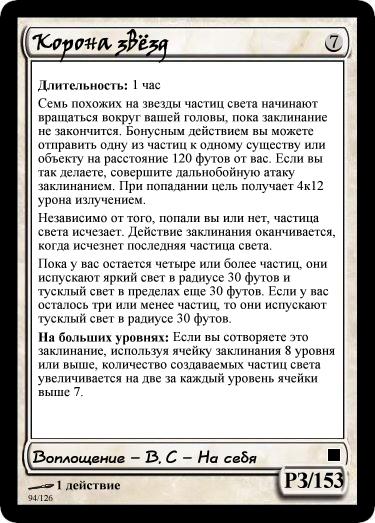 Корона звёзд
7
Длительность: 1 час
Семь похожих на звезды частиц света начинают
вращаться вокруг вашей головы, пока заклинание
не закончится. Бонусным действием вы можете
отправить одну из частиц к одному существу или
объекту на расстояние 120 футов от вас. Если вы
так делаете, совершите дальнобойную атаку
заклинанием. При попадании цель получает 4к12
урона излучением.
Независимо от того, попали вы или нет, частица
света исчезает. Действие заклинания оканчивается,
когда исчезнет последняя частица света.
Пока у вас остается четыре или более частиц, они
испускают яркий свет в радиусе 30 футов и
тусклый свет в пределах еще 30 футов. Если у вас
осталось три или менее частиц, то они испускают
тусклый свет в радиусе 30 футов.
На больших уровнях: Если вы сотворяете это
заклинание, используя ячейку заклинания 8 уровня
или выше, количество создаваемых частиц света
увеличивается на две за каждый уровень ячейки
выше 7.
Воплощение – В, С – На себя
1 действие
РЗ/153
94/126